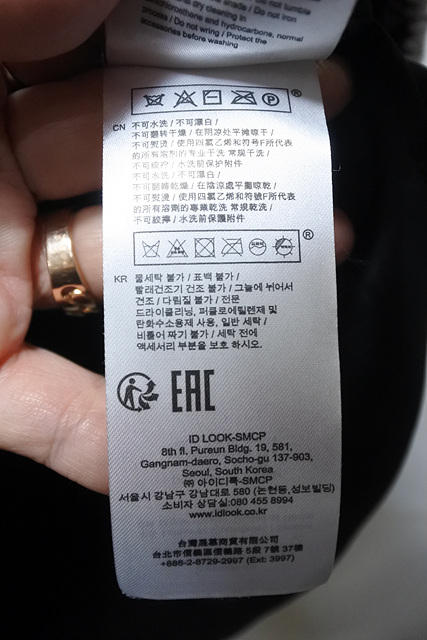 not tumble
shade / Do not iron
dry cleaning in
process / Do not wring / Protect the
accessories before washing
P ®
CN 不可水洗 / 不可漂白 /
不可翻转干燥 / 在阴凉处平摊晾干 /
不可熨烫 / 使用四氯乙烯和符号F所代表
的所有溶剂的专业干洗 常规干洗 /
不可绞拧 / 水洗前保护附件
不可水洗 / 不可漂白 /
不可翻轉乾燥 / 在陰涼處平攤晾乾 /
不可熨燙 / 使用四氯乙烯和符號F所代表
的所有溶劑的專業乾洗 常規乾洗 /
不可絞擰 / 水洗前保護附件
®
KR 물세탁 불가 / 표백 불가 /
빨래건조기 건조 불가 / 그늘에 뉘어서
건조 / 다림질 불가 / 전문
드라이클리닝, 퍼클로에틸렌제 및
탄화수소용제 사용, 일반 세탁 /
비틀어 짜기 불가 / 세탁 전에
액세서리 부분을 보호 하시오.
EAC
ID LOOK-SMCP
8th fl. Pureun Bldg. 19, 581,
Gangnam-daero, Socho-gu 137-903,
Seoul, South Korea
㈜ 아이디룩-SMCP
서울시 강남구 강남대로 580 (논현동,성보빌딩)
소비자 상담실:080 455 8994
www.idlook.co.kr
台灣晟慕商貿有限公司
台北市信義區信義路 5段 7號 37樓
+886-2-8729-2997 (Ext: 3997)